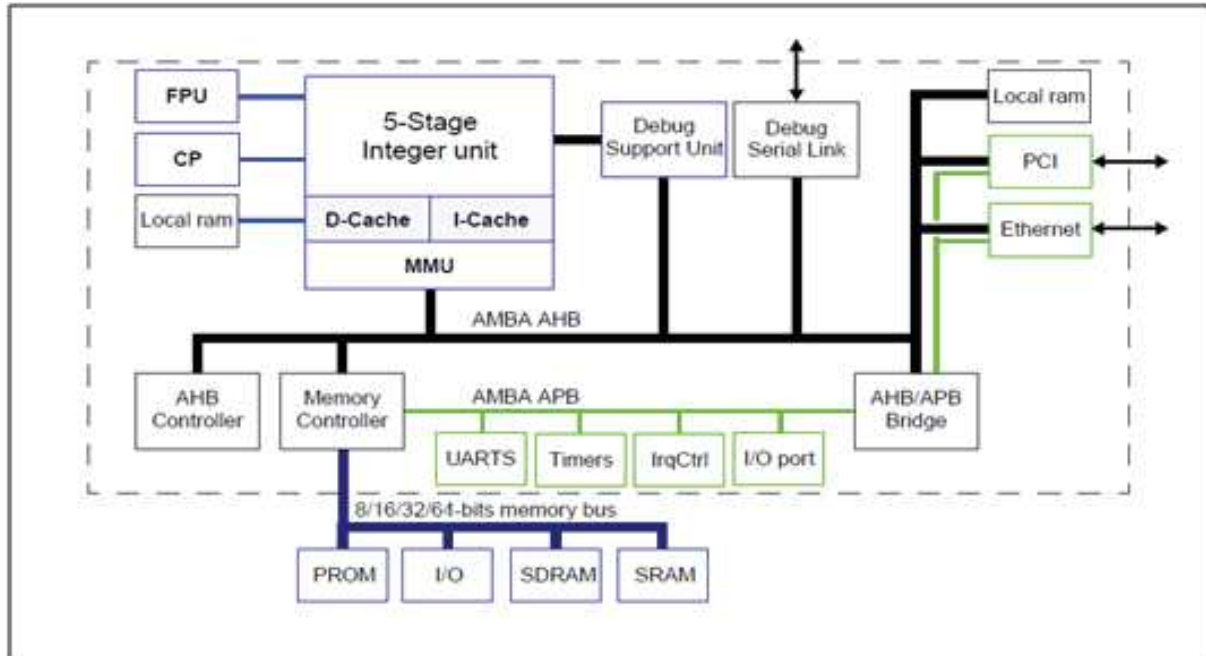 FPU
CP
Local ram
5-Stage
Integer unit
D-Cache
I-Cache
MMU
Debug
Support Unit
Debug
Serial Link
Local ram
PCI
Ethernet
AMBA AHB
AHB
Controller
Memory
Controller
AMBA APB
AHB/APB
Bridge
UARTS
Timers
IrqCtrl
I/O port
8/16/32/64-bits memory bus
PROM
I/O
SDRAM
SRAM